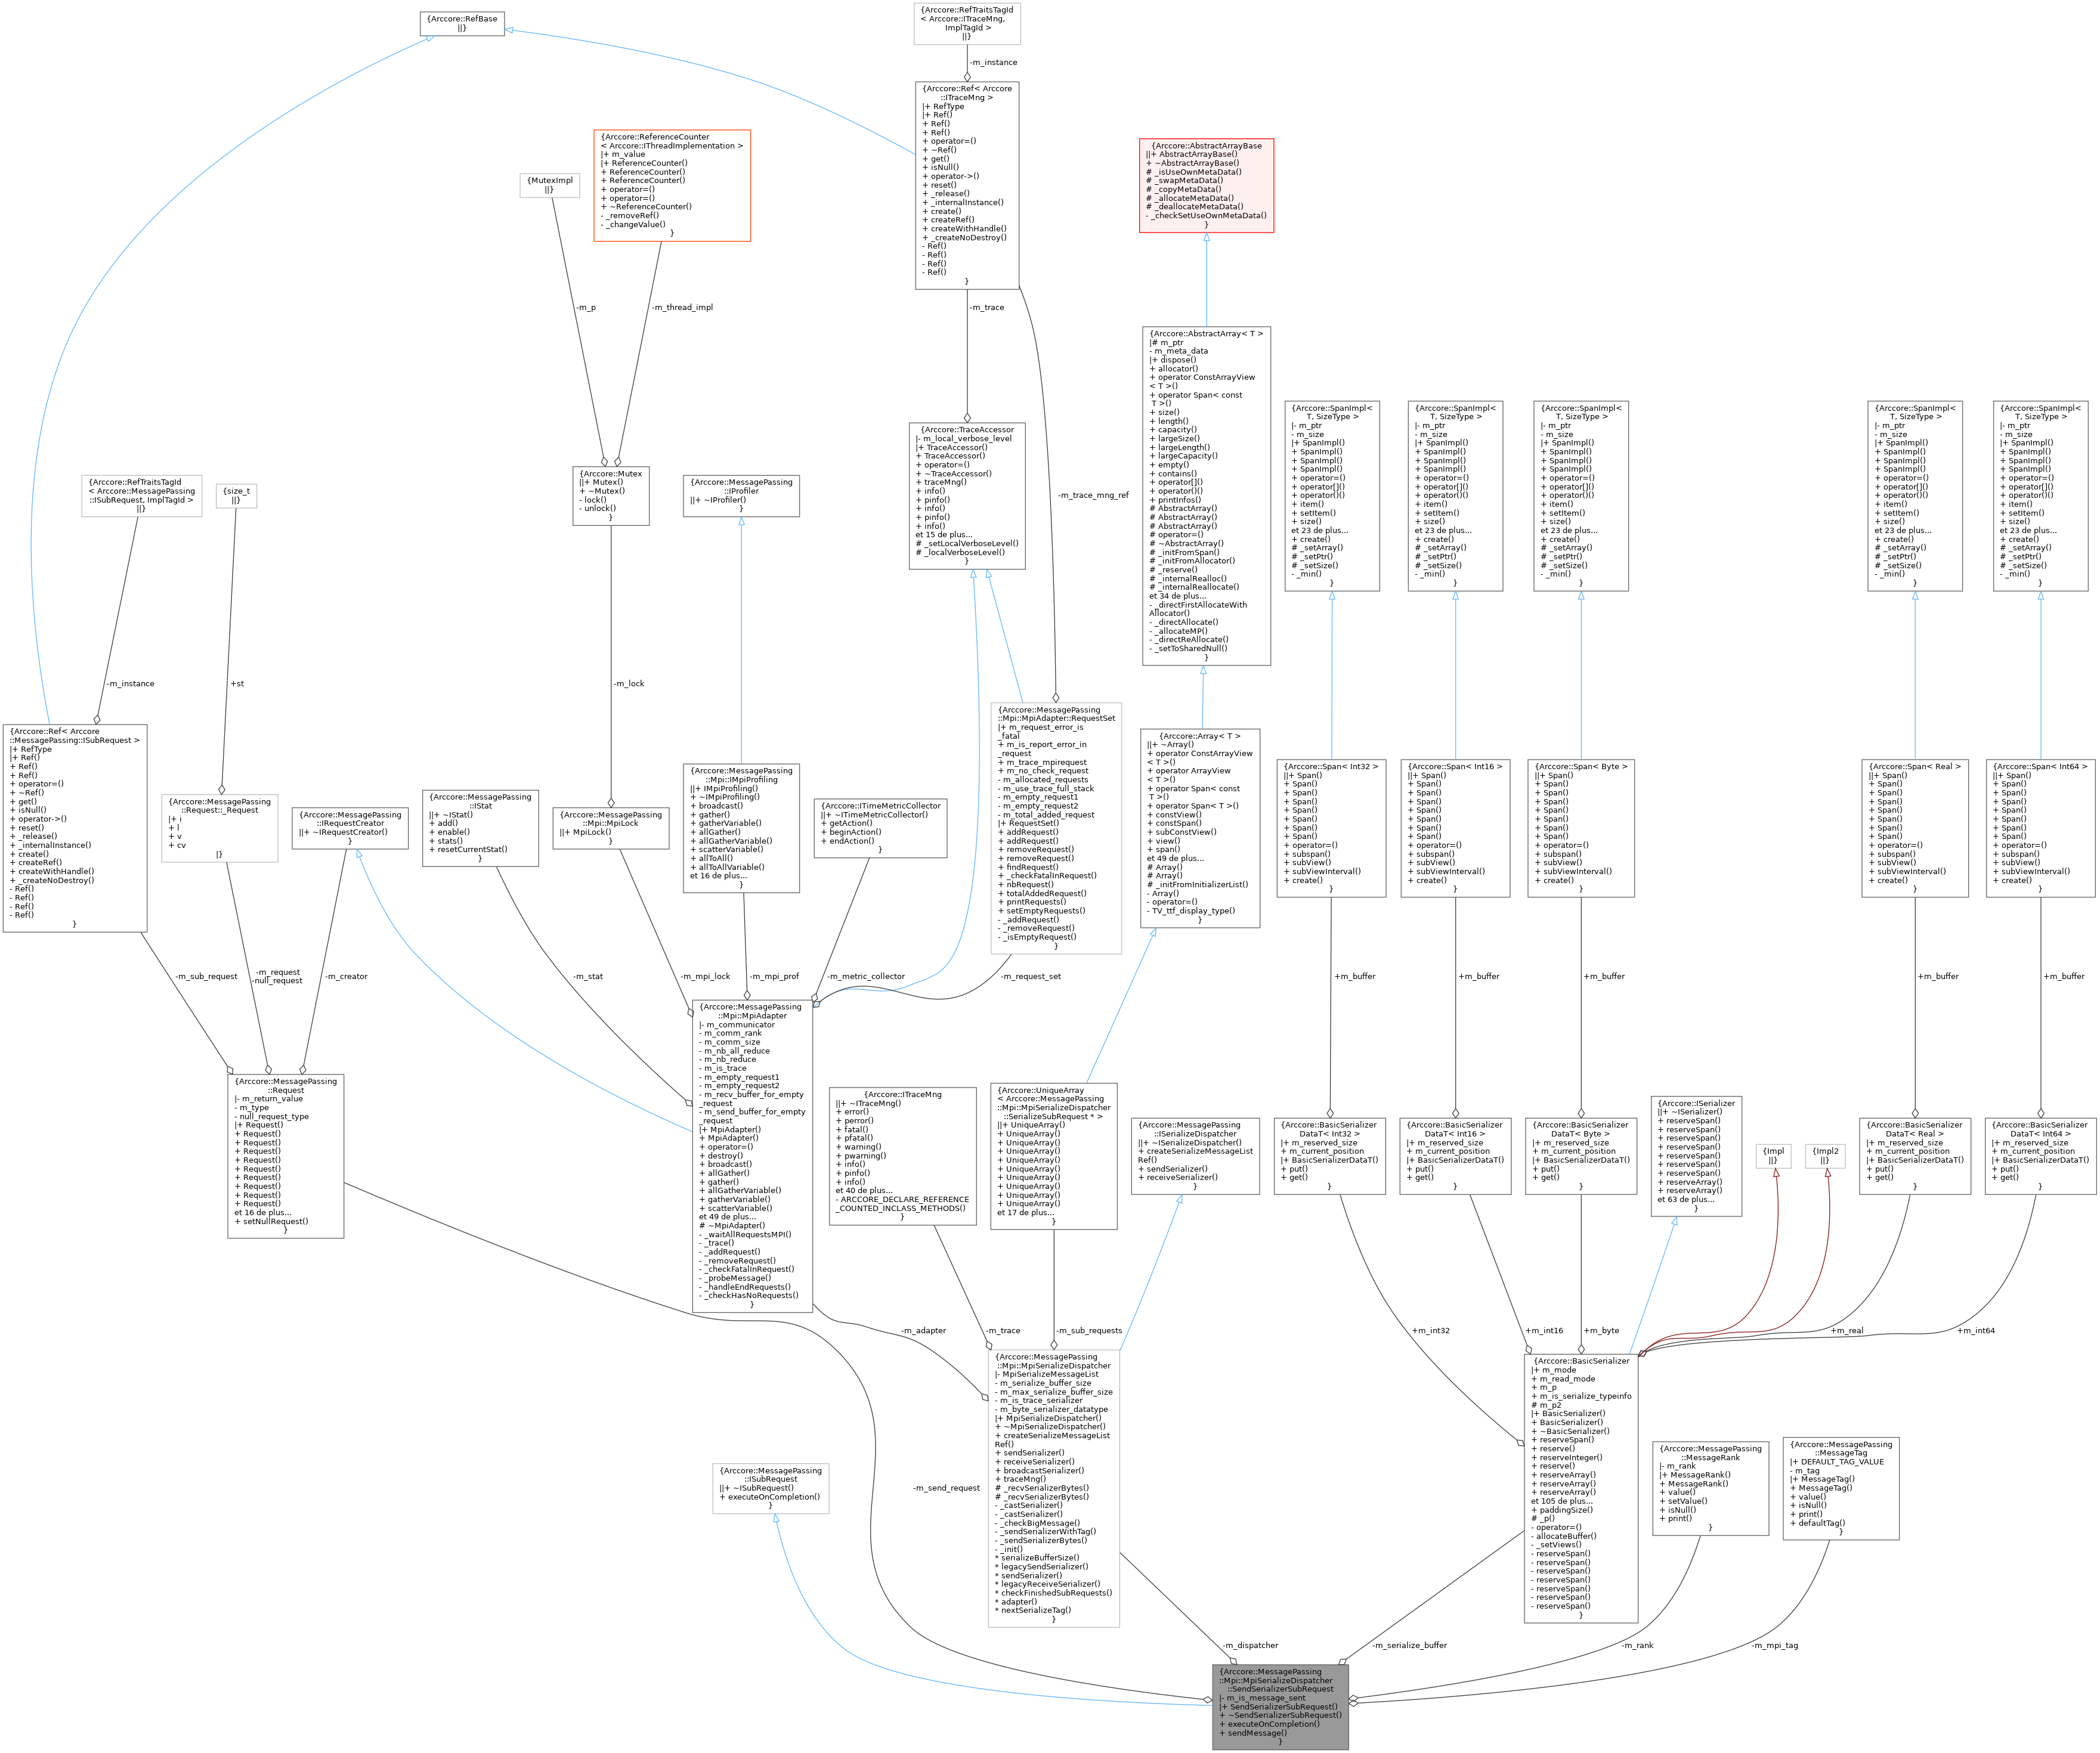 {Arccore::RefBase
||}
{Arccore::RefTraitsTagId
< Arccore::ITraceMng,
ImplTagId >
||}
-m_instance
{Arccore::Ref< Arccore
::ITraceMng >
|+ RefType
|+ Ref()
+ Ref()
+ Ref()
+ operator=()
+ ~Ref()
+ get()
+ isNull()
+ operator->()
+ reset()
+ _release()
+ _internalInstance()
+ create()
+ createRef()
+ createWithHandle()
+ _createNoDestroy()
- Ref()
- Ref()
- Ref()
- Ref()
}
{MutexImpl
||}
{Arccore::ReferenceCounter
< Arccore::IThreadImplementation >
|+ m_value
|+ ReferenceCounter()
+ ReferenceCounter()
+ ReferenceCounter()
+ operator=()
+ operator=()
+ ~ReferenceCounter()
- _removeRef()
- _changeValue()
}
{Arccore::AbstractArrayBase
||+ AbstractArrayBase()
+ ~AbstractArrayBase()
# _isUseOwnMetaData()
# _swapMetaData()
# _copyMetaData()
# _allocateMetaData()
# _deallocateMetaData()
- _checkSetUseOwnMetaData()
}
-m_p
-m_thread_impl
-m_trace
-m_trace_mng_ref
{Arccore::AbstractArray< T >
|# m_ptr
- m_meta_data
|+ dispose()
+ allocator()
+ operator ConstArrayView
< T >()
+ operator Span< const
T >()
+ size()
+ length()
+ capacity()
+ largeSize()
+ largeLength()
+ largeCapacity()
+ empty()
+ contains()
+ operator[]()
+ operator()()
+ printInfos()
# AbstractArray()
# AbstractArray()
# AbstractArray()
# operator=()
# ~AbstractArray()
# _initFromSpan()
# _initFromAllocator()
# _reserve()
# _internalRealloc()
# _internalReallocate()
et 34 de plus...
- _directFirstAllocateWith
Allocator()
- _directAllocate()
- _allocateMP()
- _directReAllocate()
- _setToSharedNull()
}
{Arccore::SpanImpl<
T, SizeType >
|- m_ptr
- m_size
|+ SpanImpl()
+ SpanImpl()
+ SpanImpl()
+ SpanImpl()
+ operator=()
+ operator[]()
+ operator()()
+ item()
+ setItem()
+ size()
et 23 de plus...
+ create()
# _setArray()
# _setPtr()
# _setSize()
- _min()
}
{Arccore::SpanImpl<
T, SizeType >
|- m_ptr
- m_size
|+ SpanImpl()
+ SpanImpl()
+ SpanImpl()
+ SpanImpl()
+ operator=()
+ operator[]()
+ operator()()
+ item()
+ setItem()
+ size()
et 23 de plus...
+ create()
# _setArray()
# _setPtr()
# _setSize()
- _min()
}
{Arccore::SpanImpl<
T, SizeType >
|- m_ptr
- m_size
|+ SpanImpl()
+ SpanImpl()
+ SpanImpl()
+ SpanImpl()
+ operator=()
+ operator[]()
+ operator()()
+ item()
+ setItem()
+ size()
et 23 de plus...
+ create()
# _setArray()
# _setPtr()
# _setSize()
- _min()
}
{Arccore::SpanImpl<
T, SizeType >
|- m_ptr
- m_size
|+ SpanImpl()
+ SpanImpl()
+ SpanImpl()
+ SpanImpl()
+ operator=()
+ operator[]()
+ operator()()
+ item()
+ setItem()
+ size()
et 23 de plus...
+ create()
# _setArray()
# _setPtr()
# _setSize()
- _min()
}
{Arccore::SpanImpl<
T, SizeType >
|- m_ptr
- m_size
|+ SpanImpl()
+ SpanImpl()
+ SpanImpl()
+ SpanImpl()
+ operator=()
+ operator[]()
+ operator()()
+ item()
+ setItem()
+ size()
et 23 de plus...
+ create()
# _setArray()
# _setPtr()
# _setSize()
- _min()
}
{Arccore::TraceAccessor
|- m_local_verbose_level
|+ TraceAccessor()
+ TraceAccessor()
+ operator=()
+ ~TraceAccessor()
+ traceMng()
+ info()
+ pinfo()
+ info()
+ pinfo()
+ info()
et 15 de plus...
# _setLocalVerboseLevel()
# _localVerboseLevel()
}
{Arccore::RefTraitsTagId
< Arccore::MessagePassing
::ISubRequest, ImplTagId >
||}
{size_t
||}
{Arccore::Mutex
||+ Mutex()
+ ~Mutex()
- lock()
- unlock()
}
{Arccore::MessagePassing
::IProfiler
||+ ~IProfiler()
}
-m_instance
+st
-m_lock
{Arccore::Ref< Arccore
::MessagePassing::ISubRequest >
|+ RefType
|+ Ref()
+ Ref()
+ Ref()
+ operator=()
+ ~Ref()
+ get()
+ isNull()
+ operator->()
+ reset()
+ _release()
+ _internalInstance()
+ create()
+ createRef()
+ createWithHandle()
+ _createNoDestroy()
- Ref()
- Ref()
- Ref()
- Ref()
}
{Arccore::MessagePassing
::Request::_Request
|+ i
+ l
+ v
+ cv
|}
{Arccore::MessagePassing
::IRequestCreator
||+ ~IRequestCreator()
}
{Arccore::MessagePassing
::IStat
||+ ~IStat()
+ add()
+ enable()
+ stats()
+ resetCurrentStat()
}
{Arccore::MessagePassing
::Mpi::MpiLock
||+ MpiLock()
}
{Arccore::MessagePassing
::Mpi::IMpiProfiling
||+ IMpiProfiling()
+ ~IMpiProfiling()
+ broadcast()
+ gather()
+ gatherVariable()
+ allGather()
+ allGatherVariable()
+ scatterVariable()
+ allToAll()
+ allToAllVariable()
et 16 de plus...
}
{Arccore::ITimeMetricCollector
||+ ~ITimeMetricCollector()
+ getAction()
+ beginAction()
+ endAction()
}
{Arccore::MessagePassing
::Mpi::MpiAdapter::RequestSet
|+ m_request_error_is
_fatal
+ m_is_report_error_in
_request
+ m_trace_mpirequest
+ m_no_check_request
- m_allocated_requests
- m_use_trace_full_stack
- m_empty_request1
- m_empty_request2
- m_total_added_request
|+ RequestSet()
+ addRequest()
+ addRequest()
+ removeRequest()
+ removeRequest()
+ findRequest()
+ _checkFatalInRequest()
+ nbRequest()
+ totalAddedRequest()
+ printRequests()
+ setEmptyRequests()
- _addRequest()
- _removeRequest()
- _isEmptyRequest()
}
{Arccore::Array< T >
||+ ~Array()
+ operator ConstArrayView
< T >()
+ operator ArrayView
< T >()
+ operator Span< const
T >()
+ operator Span< T >()
+ constView()
+ constSpan()
+ subConstView()
+ view()
+ span()
et 49 de plus...
# Array()
# Array()
# _initFromInitializerList()
- Array()
- operator=()
- TV_ttf_display_type()
}
{Arccore::Span< Int32 >
||+ Span()
+ Span()
+ Span()
+ Span()
+ Span()
+ Span()
+ Span()
+ Span()
+ operator=()
+ subspan()
+ subView()
+ subViewInterval()
+ create()
}
{Arccore::Span< Int16 >
||+ Span()
+ Span()
+ Span()
+ Span()
+ Span()
+ Span()
+ Span()
+ Span()
+ operator=()
+ subspan()
+ subView()
+ subViewInterval()
+ create()
}
{Arccore::Span< Byte >
||+ Span()
+ Span()
+ Span()
+ Span()
+ Span()
+ Span()
+ Span()
+ Span()
+ operator=()
+ subspan()
+ subView()
+ subViewInterval()
+ create()
}
{Arccore::Span< Real >
||+ Span()
+ Span()
+ Span()
+ Span()
+ Span()
+ Span()
+ Span()
+ Span()
+ operator=()
+ subspan()
+ subView()
+ subViewInterval()
+ create()
}
{Arccore::Span< Int64 >
||+ Span()
+ Span()
+ Span()
+ Span()
+ Span()
+ Span()
+ Span()
+ Span()
+ operator=()
+ subspan()
+ subView()
+ subViewInterval()
+ create()
}
-m_sub_request
-m_request
-null_request
-m_creator
-m_stat
-m_mpi_lock
-m_mpi_prof
-m_metric_collector
-m_request_set
+m_buffer
+m_buffer
+m_buffer
+m_buffer
+m_buffer
{Arccore::MessagePassing
::Request
|- m_return_value
- m_type
- null_request_type
|+ Request()
+ Request()
+ Request()
+ Request()
+ Request()
+ Request()
+ Request()
+ Request()
+ Request()
+ Request()
et 16 de plus...
+ setNullRequest()
}
{Arccore::MessagePassing
::Mpi::MpiAdapter
|- m_communicator
- m_comm_rank
- m_comm_size
- m_nb_all_reduce
- m_nb_reduce
- m_is_trace
- m_empty_request1
- m_empty_request2
- m_recv_buffer_for_empty
_request
- m_send_buffer_for_empty
_request
|+ MpiAdapter()
+ MpiAdapter()
+ operator=()
+ destroy()
+ broadcast()
+ allGather()
+ gather()
+ allGatherVariable()
+ gatherVariable()
+ scatterVariable()
et 49 de plus...
# ~MpiAdapter()
- _waitAllRequestsMPI()
- _trace()
- _addRequest()
- _removeRequest()
- _checkFatalInRequest()
- _probeMessage()
- _handleEndRequests()
- _checkHasNoRequests()
}
{Arccore::ITraceMng
||+ ~ITraceMng()
+ error()
+ perror()
+ fatal()
+ pfatal()
+ warning()
+ pwarning()
+ info()
+ pinfo()
+ info()
et 40 de plus...
- ARCCORE_DECLARE_REFERENCE
_COUNTED_INCLASS_METHODS()
}
{Arccore::UniqueArray
< Arccore::MessagePassing
::Mpi::MpiSerializeDispatcher
::SerializeSubRequest * >
||+ UniqueArray()
+ UniqueArray()
+ UniqueArray()
+ UniqueArray()
+ UniqueArray()
+ UniqueArray()
+ UniqueArray()
+ UniqueArray()
+ UniqueArray()
+ UniqueArray()
et 17 de plus...
}
{Arccore::MessagePassing
::ISerializeDispatcher
||+ ~ISerializeDispatcher()
+ createSerializeMessageList
Ref()
+ sendSerializer()
+ receiveSerializer()
}
{Arccore::BasicSerializer
DataT< Int32 >
|+ m_reserved_size
+ m_current_position
|+ BasicSerializerDataT()
+ put()
+ get()
}
{Arccore::BasicSerializer
DataT< Int16 >
|+ m_reserved_size
+ m_current_position
|+ BasicSerializerDataT()
+ put()
+ get()
}
{Arccore::BasicSerializer
DataT< Byte >
|+ m_reserved_size
+ m_current_position
|+ BasicSerializerDataT()
+ put()
+ get()
}
{Arccore::ISerializer
||+ ~ISerializer()
+ reserveSpan()
+ reserveSpan()
+ reserveSpan()
+ reserveSpan()
+ reserveSpan()
+ reserveSpan()
+ reserveSpan()
+ reserveArray()
+ reserveArray()
et 63 de plus...
}
{Impl
||}
{Impl2
||}
{Arccore::BasicSerializer
DataT< Real >
|+ m_reserved_size
+ m_current_position
|+ BasicSerializerDataT()
+ put()
+ get()
}
{Arccore::BasicSerializer
DataT< Int64 >
|+ m_reserved_size
+ m_current_position
|+ BasicSerializerDataT()
+ put()
+ get()
}
-m_adapter
-m_trace
-m_sub_requests
+m_int32
+m_int16
+m_byte
+m_real
+m_int64
{Arccore::MessagePassing
::Mpi::MpiSerializeDispatcher
|- MpiSerializeMessageList
- m_serialize_buffer_size
- m_max_serialize_buffer_size
- m_is_trace_serializer
- m_byte_serializer_datatype
|+ MpiSerializeDispatcher()
+ ~MpiSerializeDispatcher()
+ createSerializeMessageList
Ref()
+ sendSerializer()
+ receiveSerializer()
+ broadcastSerializer()
+ traceMng()
# _recvSerializerBytes()
# _recvSerializerBytes()
- _castSerializer()
- _castSerializer()
- _checkBigMessage()
- _sendSerializerWithTag()
- _sendSerializerBytes()
- _init()
* serializeBufferSize()
* legacySendSerializer()
* sendSerializer()
* legacyReceiveSerializer()
* checkFinishedSubRequests()
* adapter()
* nextSerializeTag()
}
{Arccore::BasicSerializer
|+ m_mode
+ m_read_mode
+ m_p
+ m_is_serialize_typeinfo
# m_p2
|+ BasicSerializer()
+ BasicSerializer()
+ ~BasicSerializer()
+ reserveSpan()
+ reserve()
+ reserveInteger()
+ reserve()
+ reserveArray()
+ reserveArray()
+ reserveArray()
et 105 de plus...
+ paddingSize()
# _p()
- operator=()
- allocateBuffer()
- _setViews()
- reserveSpan()
- reserveSpan()
- reserveSpan()
- reserveSpan()
- reserveSpan()
- reserveSpan()
- reserveSpan()
}
{Arccore::MessagePassing
::MessageRank
|- m_rank
|+ MessageRank()
+ MessageRank()
+ value()
+ setValue()
+ isNull()
+ print()
}
{Arccore::MessagePassing
::MessageTag
|+ DEFAULT_TAG_VALUE
- m_tag
|+ MessageTag()
+ MessageTag()
+ value()
+ isNull()
+ print()
+ defaultTag()
}
{Arccore::MessagePassing
::ISubRequest
||+ ~ISubRequest()
+ executeOnCompletion()
}
-m_send_request
-m_dispatcher
-m_serialize_buffer
-m_rank
-m_mpi_tag
{Arccore::MessagePassing
::Mpi::MpiSerializeDispatcher
::SendSerializerSubRequest
|- m_is_message_sent
|+ SendSerializerSubRequest()
+ ~SendSerializerSubRequest()
+ executeOnCompletion()
+ sendMessage()
}